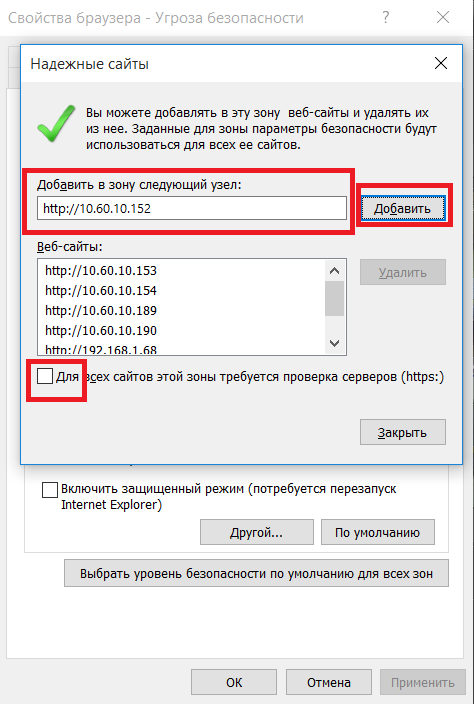 Свойства браузера - Угроза безопасности
Надежные сайты
Вы можете добавлять в эту зону веб-сайты и удалять их
из нее. Заданные для зоны параметры безопасности будут
использоваться для всех ее сайтов.
Добавить в зону следующий узел:
http://10.60.10.152
Добавить
Веб-сайты:
http://10.60.10.153
http://10.60.10.154
http://10.60.10.189
http://10.60.10.190
http://192.168.1.68
Удалить
Для всех сайтов этой зоны требуется проверка серверов (https:)
Закрыть
Включить защищенный режим (потребуется перезапуск
Internet Explorer)
Другой...
По умолчанию
Выбрать уровень безопасности по умолчанию для всех зон
ОК
Отмена
Применить